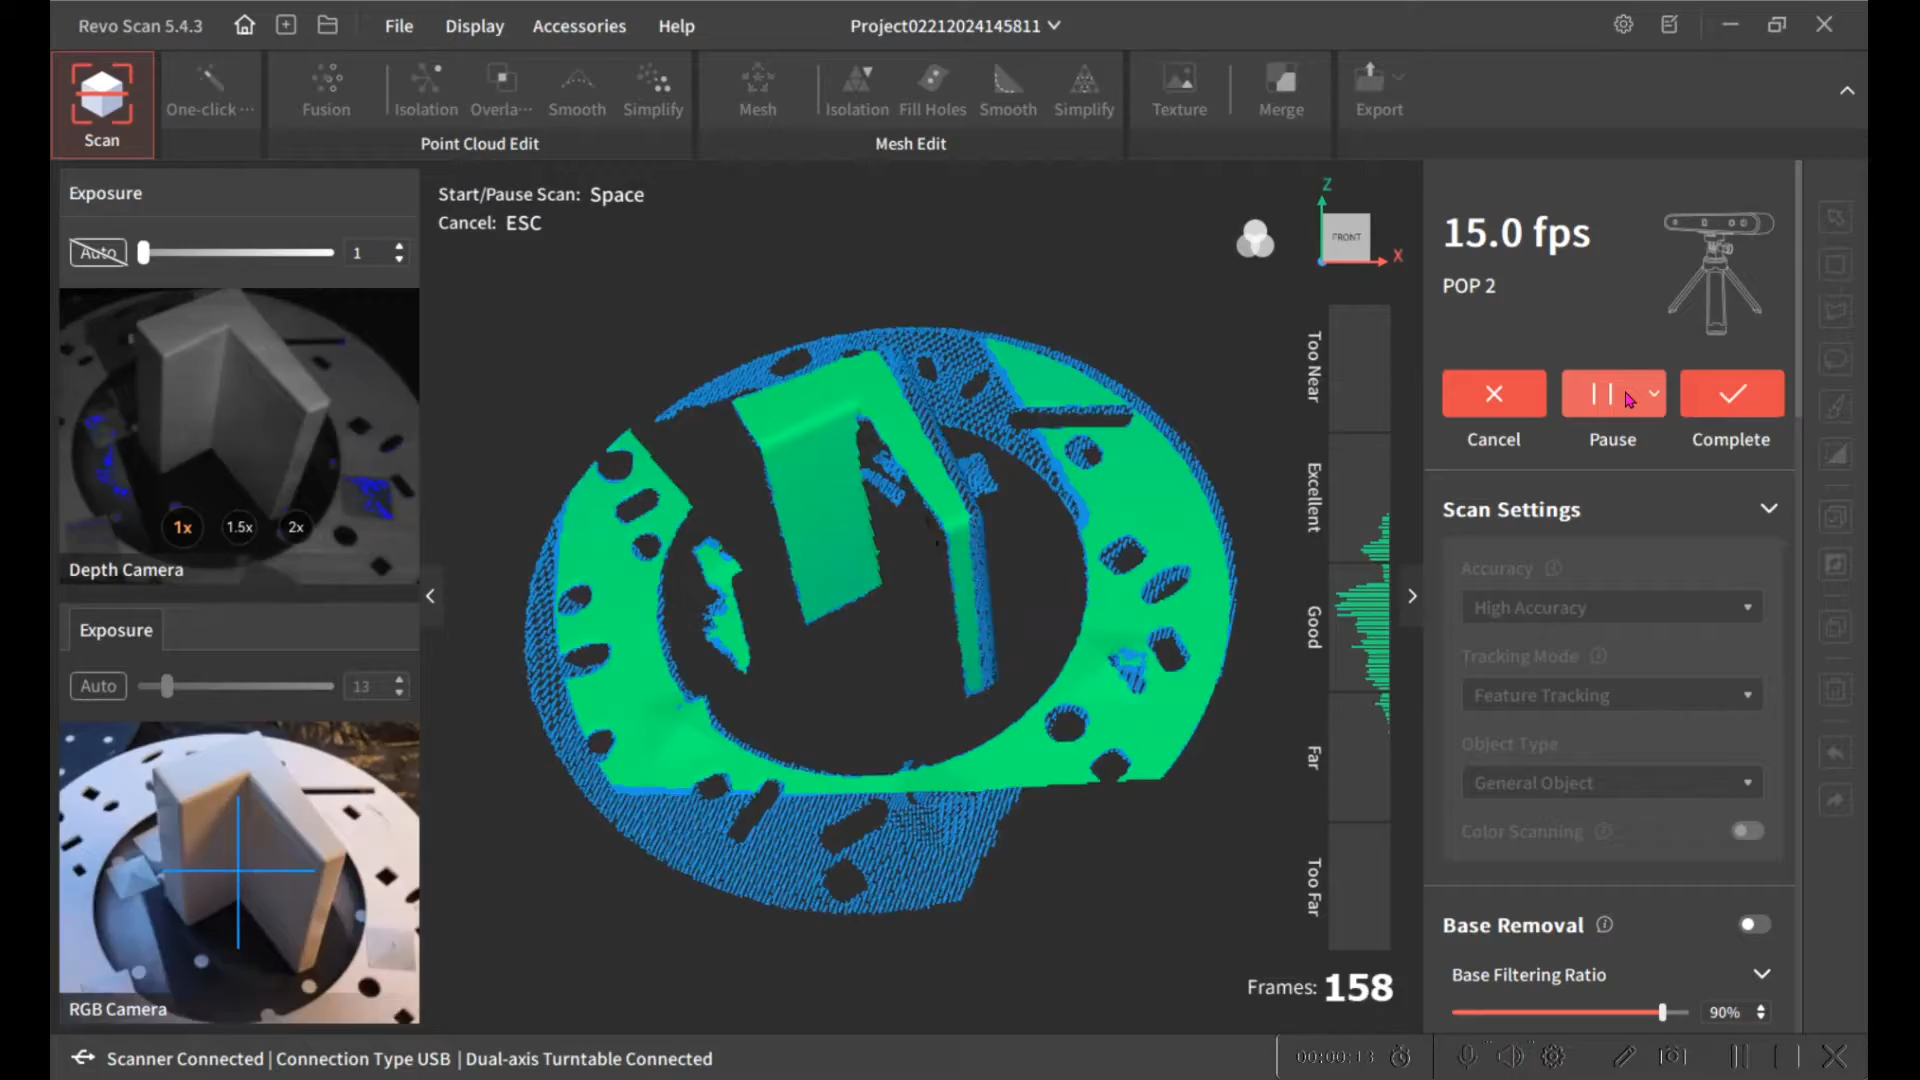 Revo Scan 5.4.3
File Display Accessories Help
Project02212024145811
Scan
One-click ···
Fusion
Isolation
Overla···
Smooth
Simplify
Point Cloud Edit
Mesh
Isolation
Fill Holes
Smooth
Simplify
Mesh Edit
Texture
Merge
Export
Exposure
Auto
1
1x
1.5x
2x
Depth Camera
Exposure
Auto
13
RGB Camera
Start/Pause Scan: Space
Cancel: ESC
Z
FRONT
X
Too Near
Excellent
Good
Far
Too Far
Frames: 158
15.0 fps
POP 2
Cancel
Pause
Complete
Scan Settings
Accuracy
High Accuracy
Tracking Mode
Feature Tracking
Object Type
General Object
Color Scanning
Base Removal
Base Filtering Ratio
90%
Scanner Connected | Connection Type USB | Dual-axis Turntable Connected
00:00:13